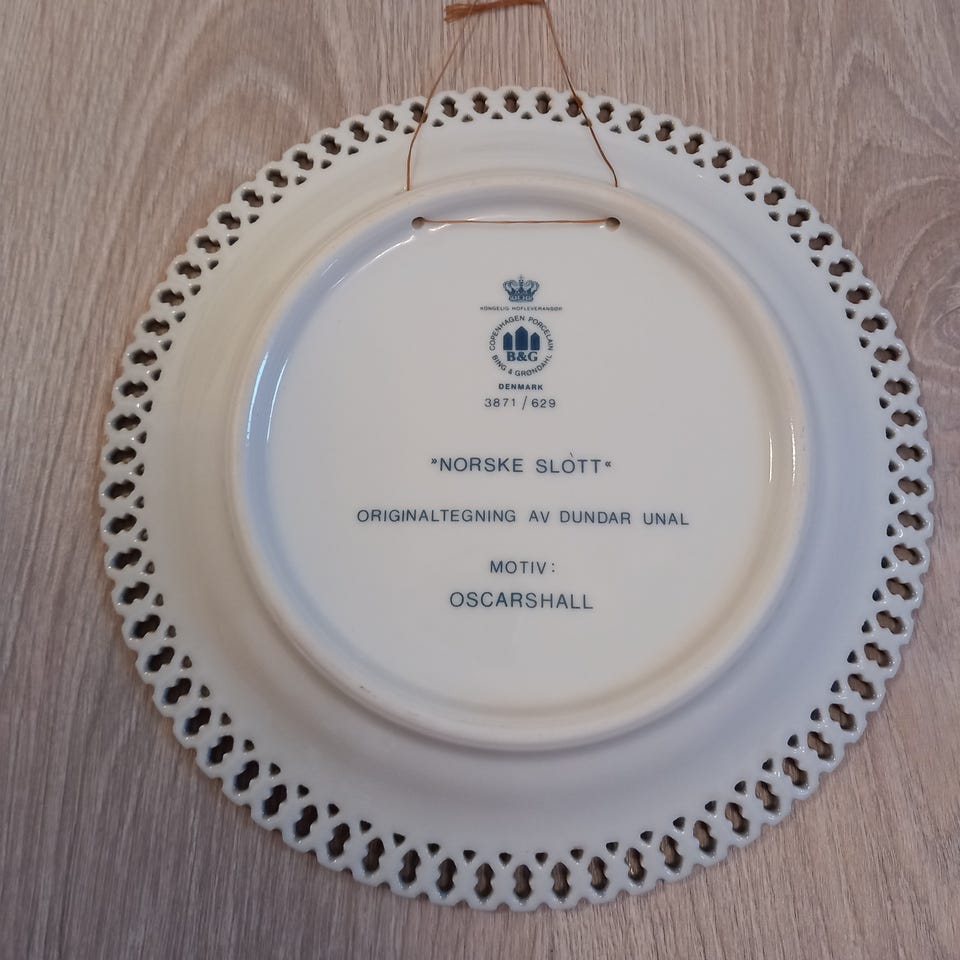 KONGELIG HOFLEVERANDØR
COPENHAGEN PORCELAIN
B&G
BING & GRØNDAHL
DENMARK
3871/629
»NORSKE SLOTT«
ORIGINALTEGNING AV DUNDAR UNAL
MOTIV:
OSCARSHALL